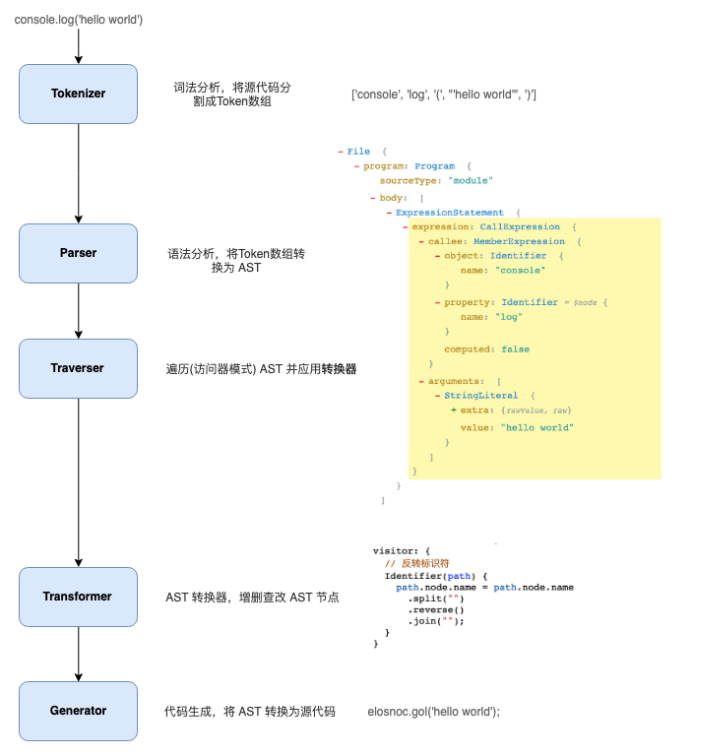 console.log('hello world')
Tokenizer
词法分析，将源代码分
割成Token数组
['console', 'log', '(', "'hello world'", ')']
Parser
语法分析，将Token数组转
换为 AST
- File {
- program: Program {
sourceType: "module"
- body: [
- ExpressionStatement {
- expression: CallExpression {
- callee: MemberExpression {
- object: Identifier {
name: "console"
}
- property: Identifier = $node {
name: "log"
}
computed: false
}
- arguments: [
- StringLiteral {
+ extra: {rawValue, raw}
value: "hello world"
}
]
}
}
]
Traverser
遍历(访问器模式) AST 并应用转换器
Transformer
AST 转换器，增删查改 AST 节点
visitor: {
// 反转标识符
Identifier(path) {
path.node.name = path.node.name
.split("")
.reverse()
.join("");
}
}
Generator
代码生成，将 AST 转换为源代码
elosnoc.gol('hello world');